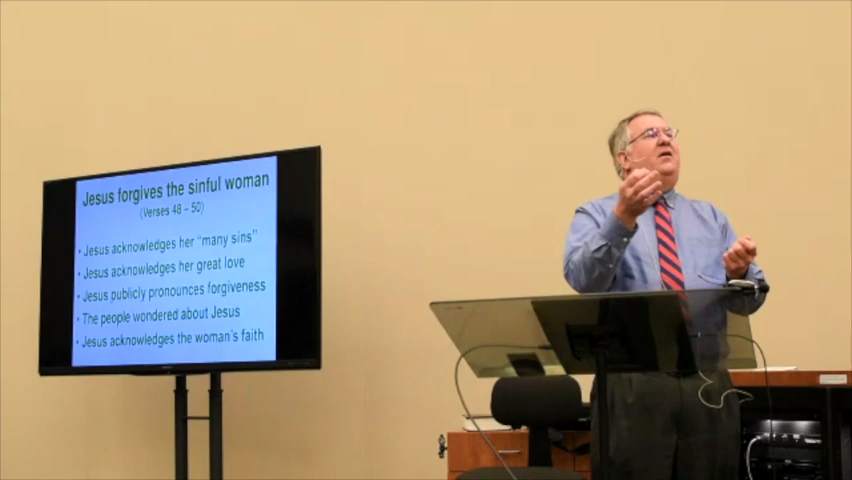 Jesus forgives the sinful woman
(Verses 48 – 50)
• Jesus acknowledges her “many sins”
• Jesus acknowledges her great love
• Jesus publicly pronounces forgiveness
• The people wondered about Jesus
• Jesus acknowledges the woman’s faith